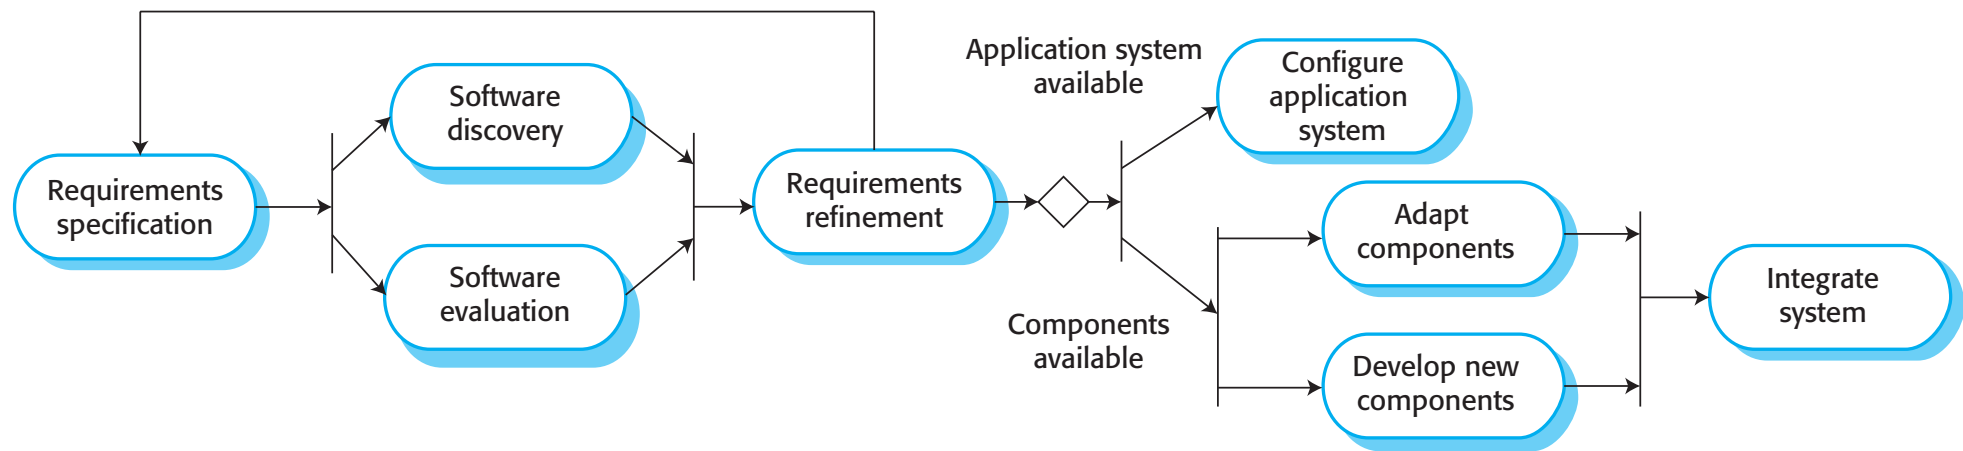 Requirements
specification
Software
discovery
Software
evaluation
Requirements
refinement
Application system
available
Configure
application
system
Components
available
Adapt
components
Develop new
components
Integrate
system